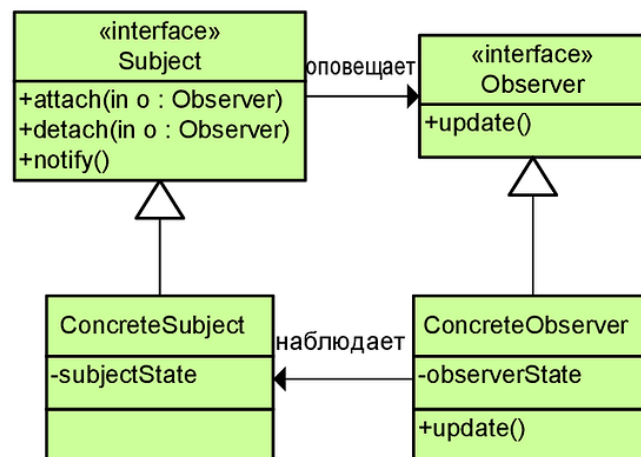 «interface»
Subject
+attach(in o : Observer)
+detach(in o : Observer)
+notify()
оповещает
«interface»
Observer
+update()
ConcreteSubject
-subjectState
наблюдает
ConcreteObserver
-observerState
+update()